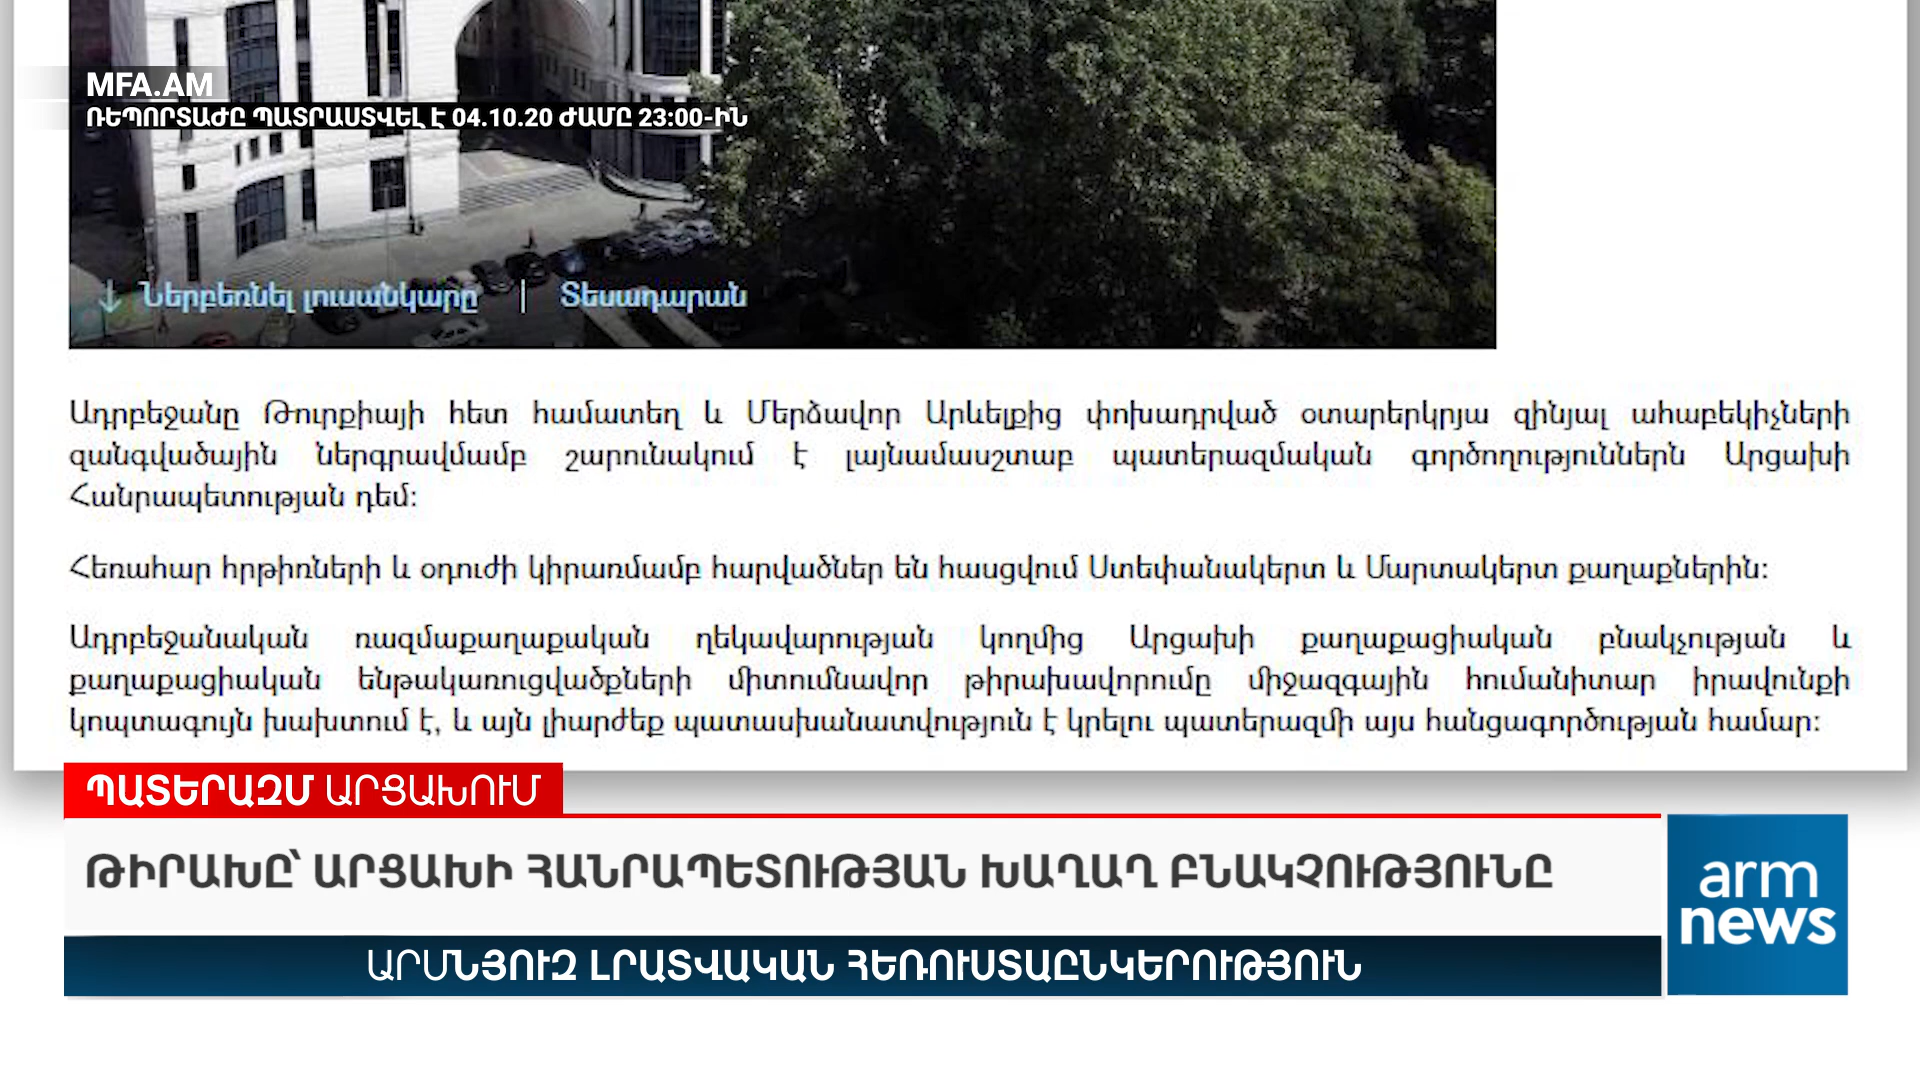 MFA.AM
ՌԵՊՈՐՏԱԺԸ ՊԱՏՐԱՍՏՎԵԼ Է 04.10.20 ԺԱՄԸ 23:00-ԻՆ
Ներբեռնել լուսանկարը | Տեսադարան
Ադրբեջանը Թուրքիայի հետ համատեղ և Մերձավոր Արևելքից փոխադրված օտարերկրյա զինյալ ահաբեկիչների
զանգվածային ներգրավմամբ շարունակում է լայնամասշտաբ պատերազմական գործողություններն Արցախի
Հանրապետության դեմ:
Հեռահար հրթիռների և օդուժի կիրառմամբ հարվածներ են հասցվում Ստեփանակերտ և Մարտակերտ քաղաքներին:
Ադրբեջանական ռազմաքաղաքական ղեկավարության կողմից Արցախի քաղաքացիական բնակչության և
քաղաքացիական ենթակառուցվածքների միտումնավոր թիրախավորումը միջազգային հումանիտար իրավունքի
կոպտագույն խախտում է, և այն լիարժեք պատասխանատվություն է կրելու պատերազմի այս հանցագործության համար:
ՊԱՏԵՐԱԶՄ ԱՐՑԱԽՈՒՄ
ԹԻՐԱԽԸ՝ ԱՐՑԱԽԻ ՀԱՆՐԱՊԵՏՈՒԹՅԱՆ ԽԱՂԱՂ ԲՆԱԿՉՈՒԹՅՈՒՆԸ
arm
news
ԱՐՄՆՅՈՒԶ ԼՐԱՏՎԱԿԱՆ ՀԵՌՈՒՍՏԱԸՆԿԵՐՈՒԹՅՈՒՆ